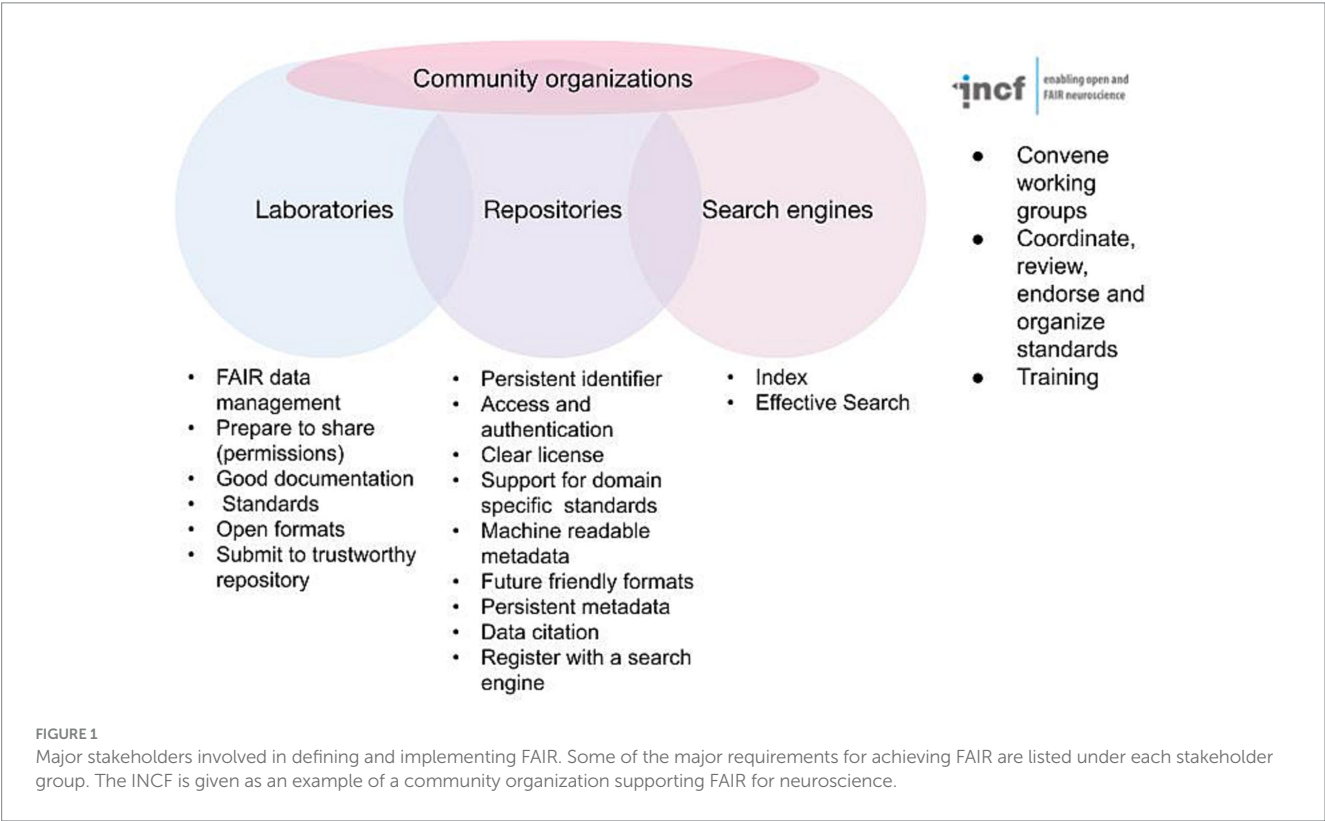 Community organizations
incf
enabling open and
FAIR neuroscience
Laboratories
Repositories
Search engines
• FAIR data
management
• Prepare to share
(permissions)
• Good documentation
• Standards
• Open formats
• Submit to trustworthy
repository
• Persistent identifier
• Access and
authentication
• Clear license
• Support for domain
specific standards
• Machine readable
metadata
• Future friendly formats
• Persistent metadata
• Data citation
• Register with a search
engine
• Index
• Effective Search
● Convene
working
groups
● Coordinate,
review,
endorse and
organize
standards
● Training
FIGURE 1
Major stakeholders involved in defining and implementing FAIR. Some of the major requirements for achieving FAIR are listed under each stakeholder
group. The INCF is given as an example of a community organization supporting FAIR for neuroscience.